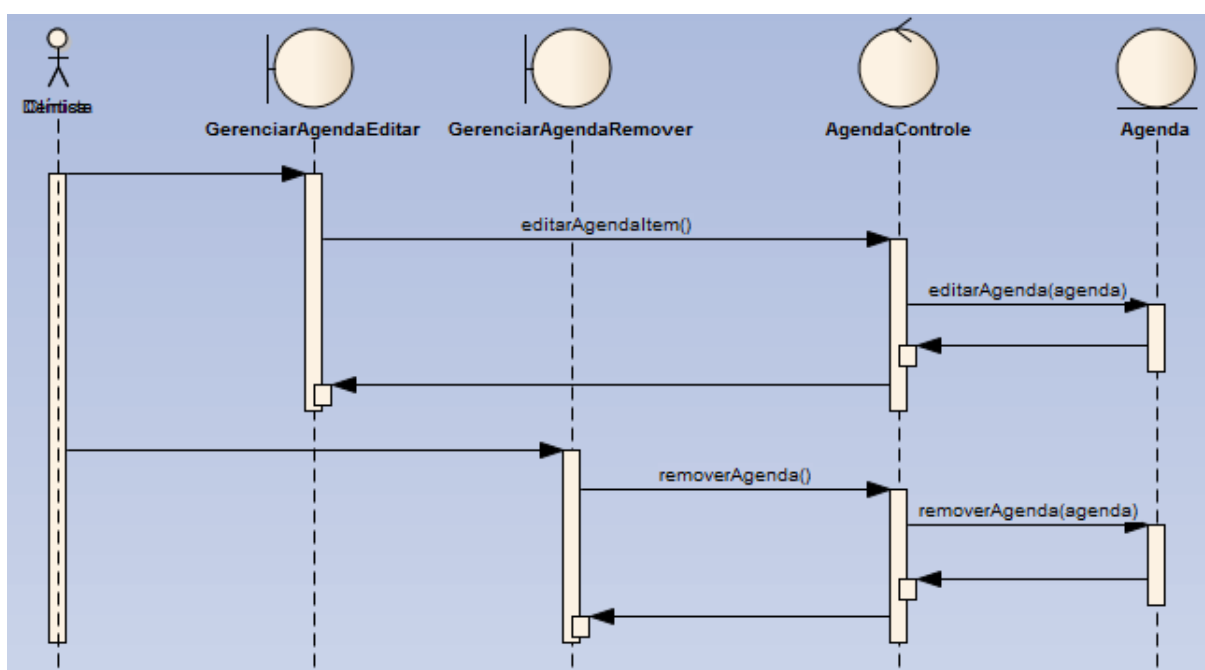 GerenciarAgendaEditar
GerenciarAgendaRemover
AgendaControle
Agenda
editarAgendaItem()
editarAgenda(agenda)
removerAgenda()
removerAgenda(agenda)